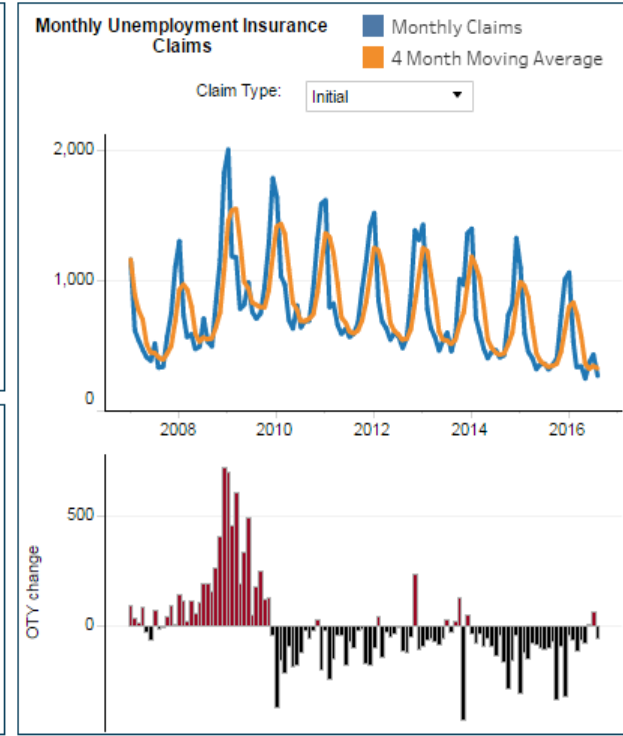 Monthly Unemployment Insurance
Claims
Monthly Claims
4 Month Moving Average
Claim Type:
Initial
2,000
1,000
0
2008
2010
2012
2014
2016
500
0
OTY change